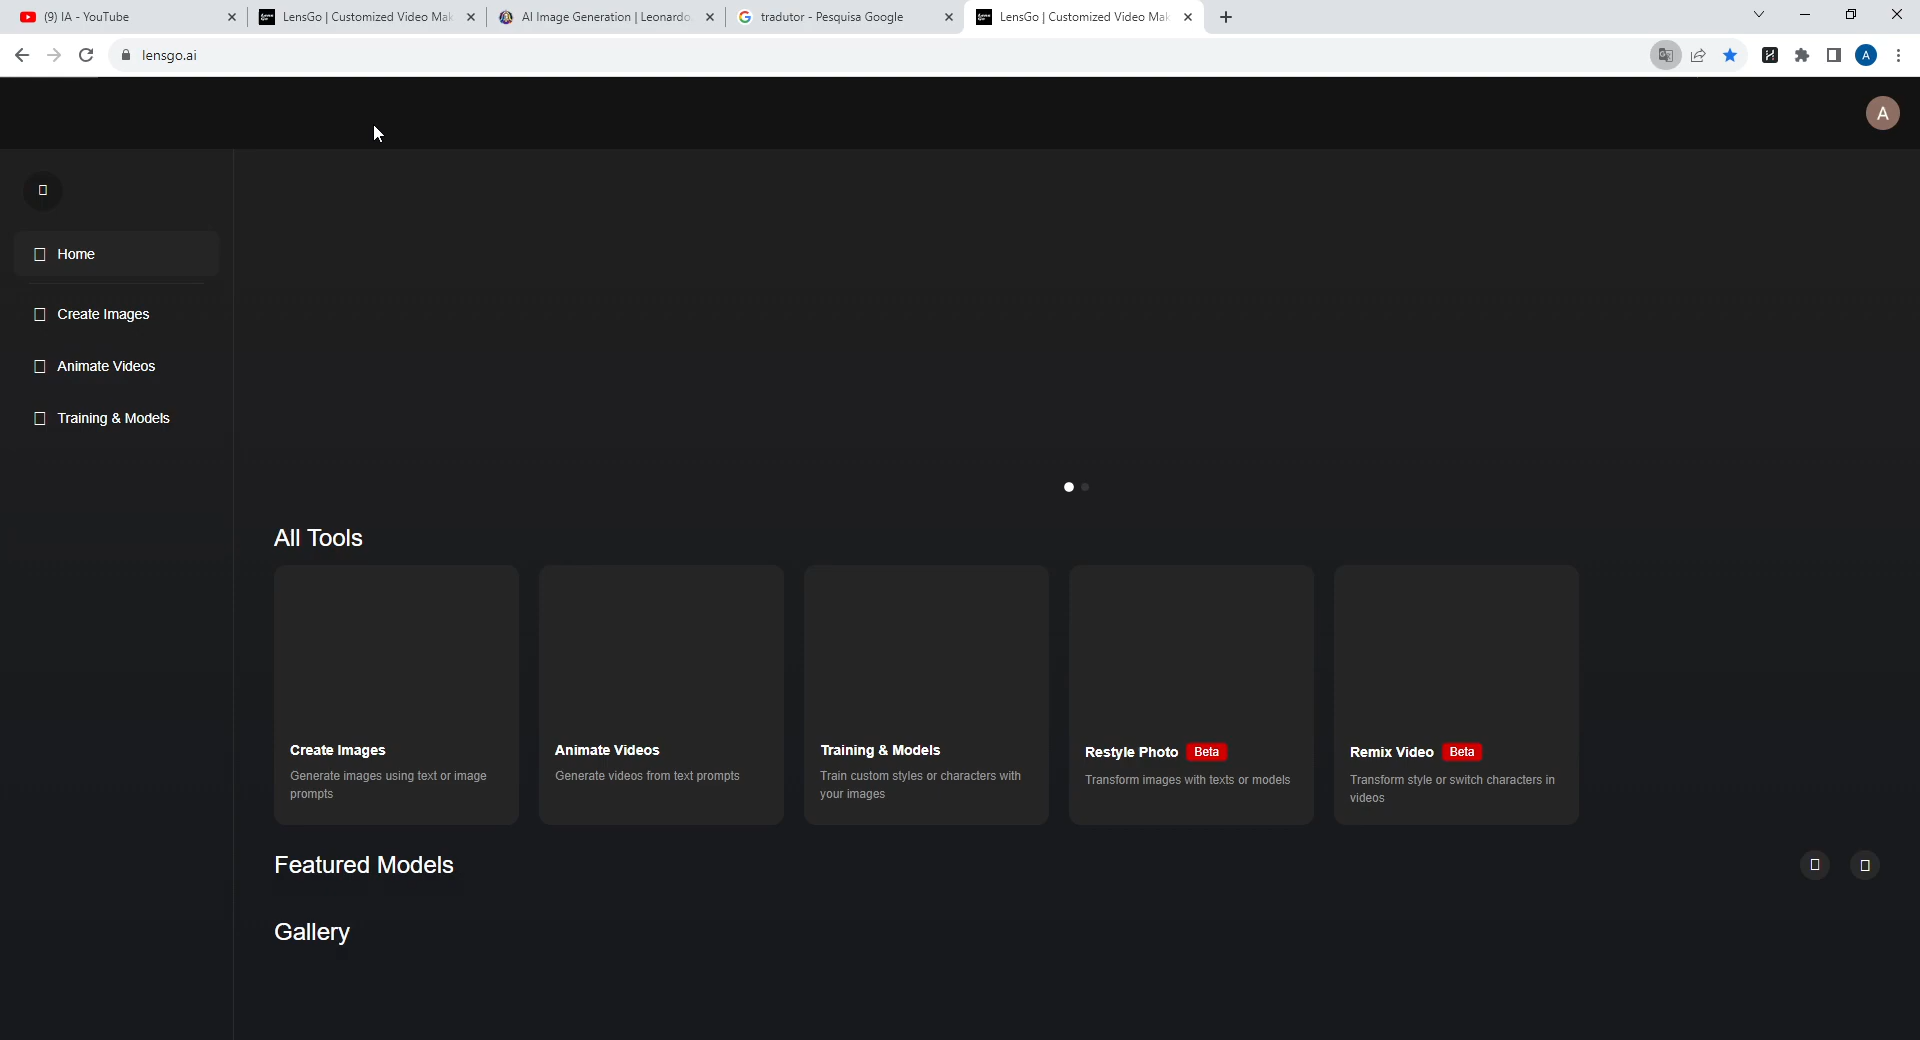 (9) IA - YouTube
LensGo | Customized Video Mak
AI Image Generation | Leonardo.
tradutor - Pesquisa Google
LensGo | Customized Video Mak
lensgo.ai
A
A
Home
Create Images
Animate Videos
Training & Models
All Tools
Create Images
Generate images using text or image
prompts
Animate Videos
Generate videos from text prompts
Training & Models
Train custom styles or characters with
your images
Restyle Photo Beta
Transform images with texts or models
Remix Video Beta
Transform style or switch characters in
videos
Featured Models
Gallery